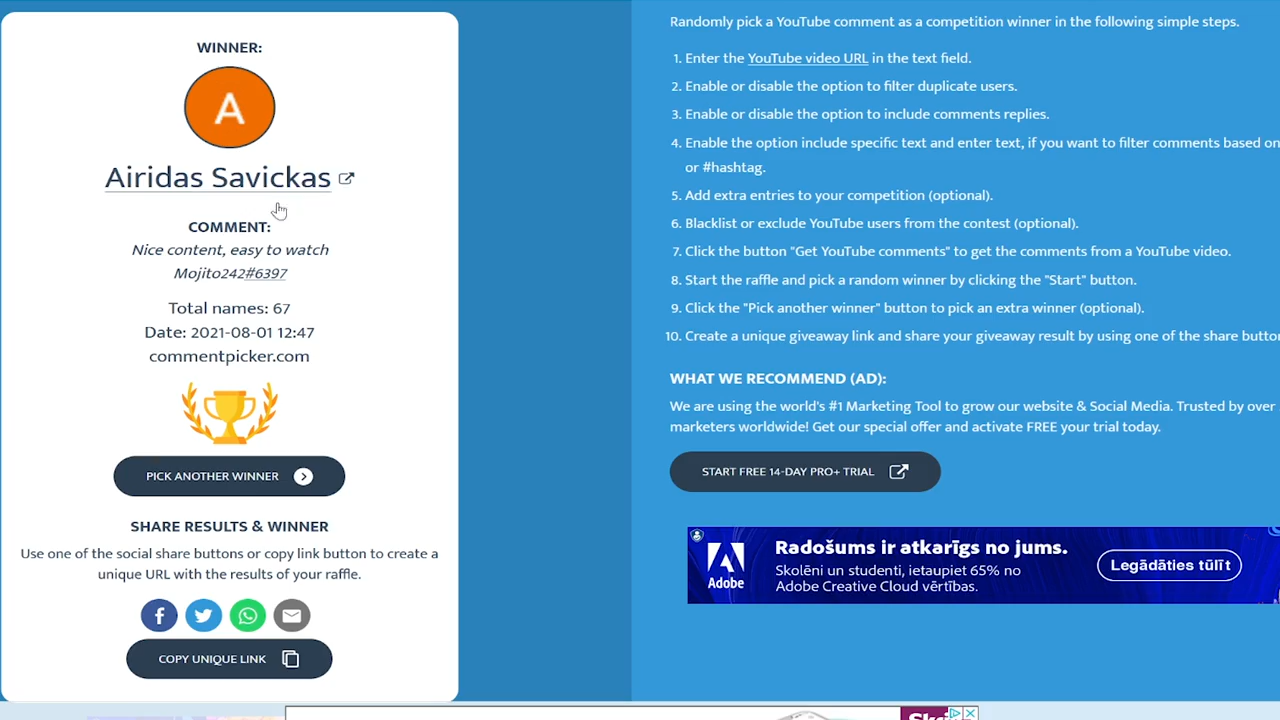 WINNER:
A
Airidas Savickas
COMMENT:
Nice content, easy to watch
Mojito242#6397
Total names: 67
Date: 2021-08-01 12:47
commentpicker.com
PICK ANOTHER WINNER
SHARE RESULTS & WINNER
Use one of the social share buttons or copy link button to create a
unique URL with the results of your raffle.
COPY UNIQUE LINK
Randomly pick a YouTube comment as a competition winner in the following simple steps.
1. Enter the YouTube video URL in the text field.
2. Enable or disable the option to filter duplicate users.
3. Enable or disable the option to include comments replies.
4. Enable the option include specific text and enter text, if you want to filter comments based on
or #hashtag.
5. Add extra entries to your competition (optional).
6. Blacklist or exclude YouTube users from the contest (optional).
7. Click the button "Get YouTube comments" to get the comments from a YouTube video.
8. Start the raffle and pick a random winner by clicking the "Start" button.
9. Click the "Pick another winner" button to pick an extra winner (optional).
10. Create a unique giveaway link and share your giveaway result by using one of the share butto
WHAT WE RECOMMEND (AD):
We are using the world's #1 Marketing Tool to grow our website & Social Media. Trusted by over
marketers worldwide! Get our special offer and activate FREE your trial today.
START FREE 14-DAY PRO+ TRIAL
Adobe
Radošums ir atkarīgs no jums.
Skolēni un studenti, ietaupiet 65% no
Adobe Creative Cloud vērtības.
Legādāties tūlīt